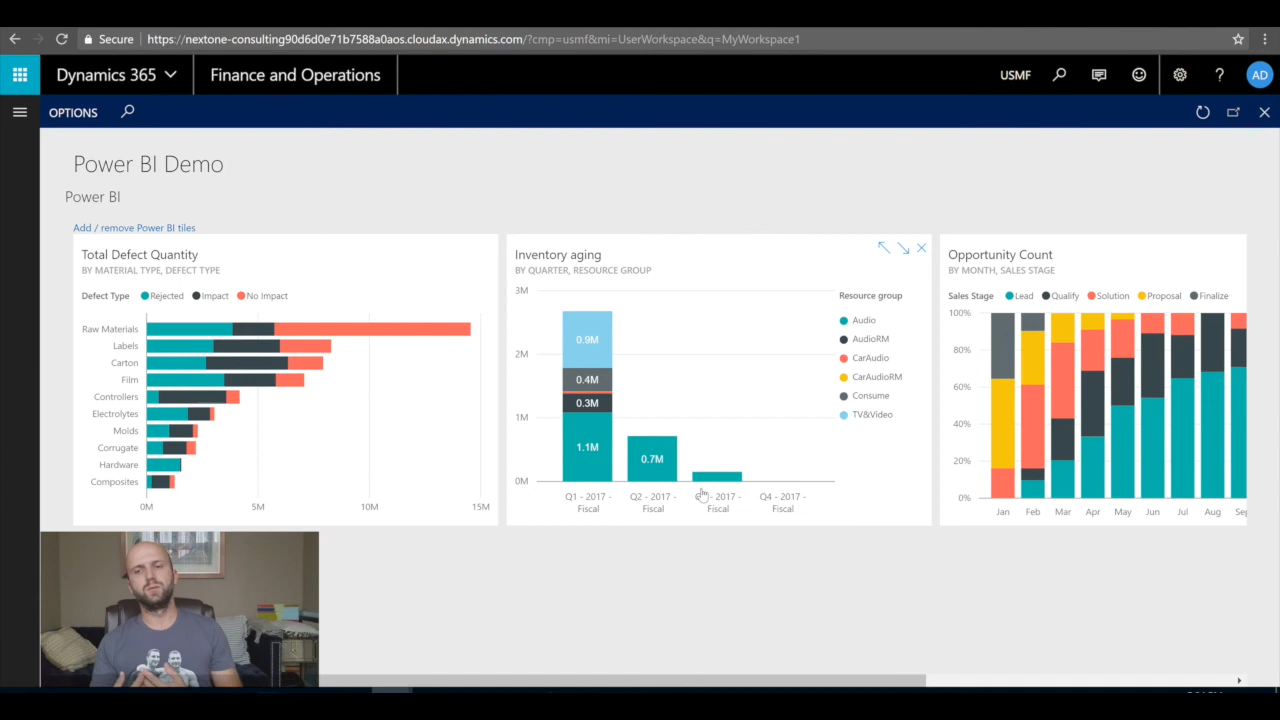 Secure https://nextone-consulting90d6d0e71b7588a0aos.cloudax.dynamics.com/?cmp=usmf&mi=UserWorkspace&q=MyWorkspace1
Dynamics 365 Finance and Operations USMF ? AD
OPTIONS
Power BI Demo
Power BI
Add / remove Power BI tiles
Total Defect Quantity
BY MATERIAL TYPE, DEFECT TYPE
Defect Type Rejected Impact No Impact
Raw Materials
Labels
Carton
Film
Controllers
Electrolytes
Molds
Corrugate
Hardware
Composites
0M 5M 10M 15M
Inventory aging
BY QUARTER, RESOURCE GROUP
3M
2M
1M
0M
0.9M
0.4M
0.3M
1.1M
0.7M
Q1 - 2017 - Fiscal
Q2 - 2017 - Fiscal
- 2017 - Fiscal
Q4 - 2017 - Fiscal
Resource group
Audio
AudioRM
CarAudio
CarAudioRM
Consume
TV&Video
Opportunity Count
BY MONTH, SALES STAGE
Sales Stage Lead Qualify Solution Proposal Finalize
100%
80%
60%
40%
20%
0%
Jan Feb Mar Apr May Jun Jul Aug